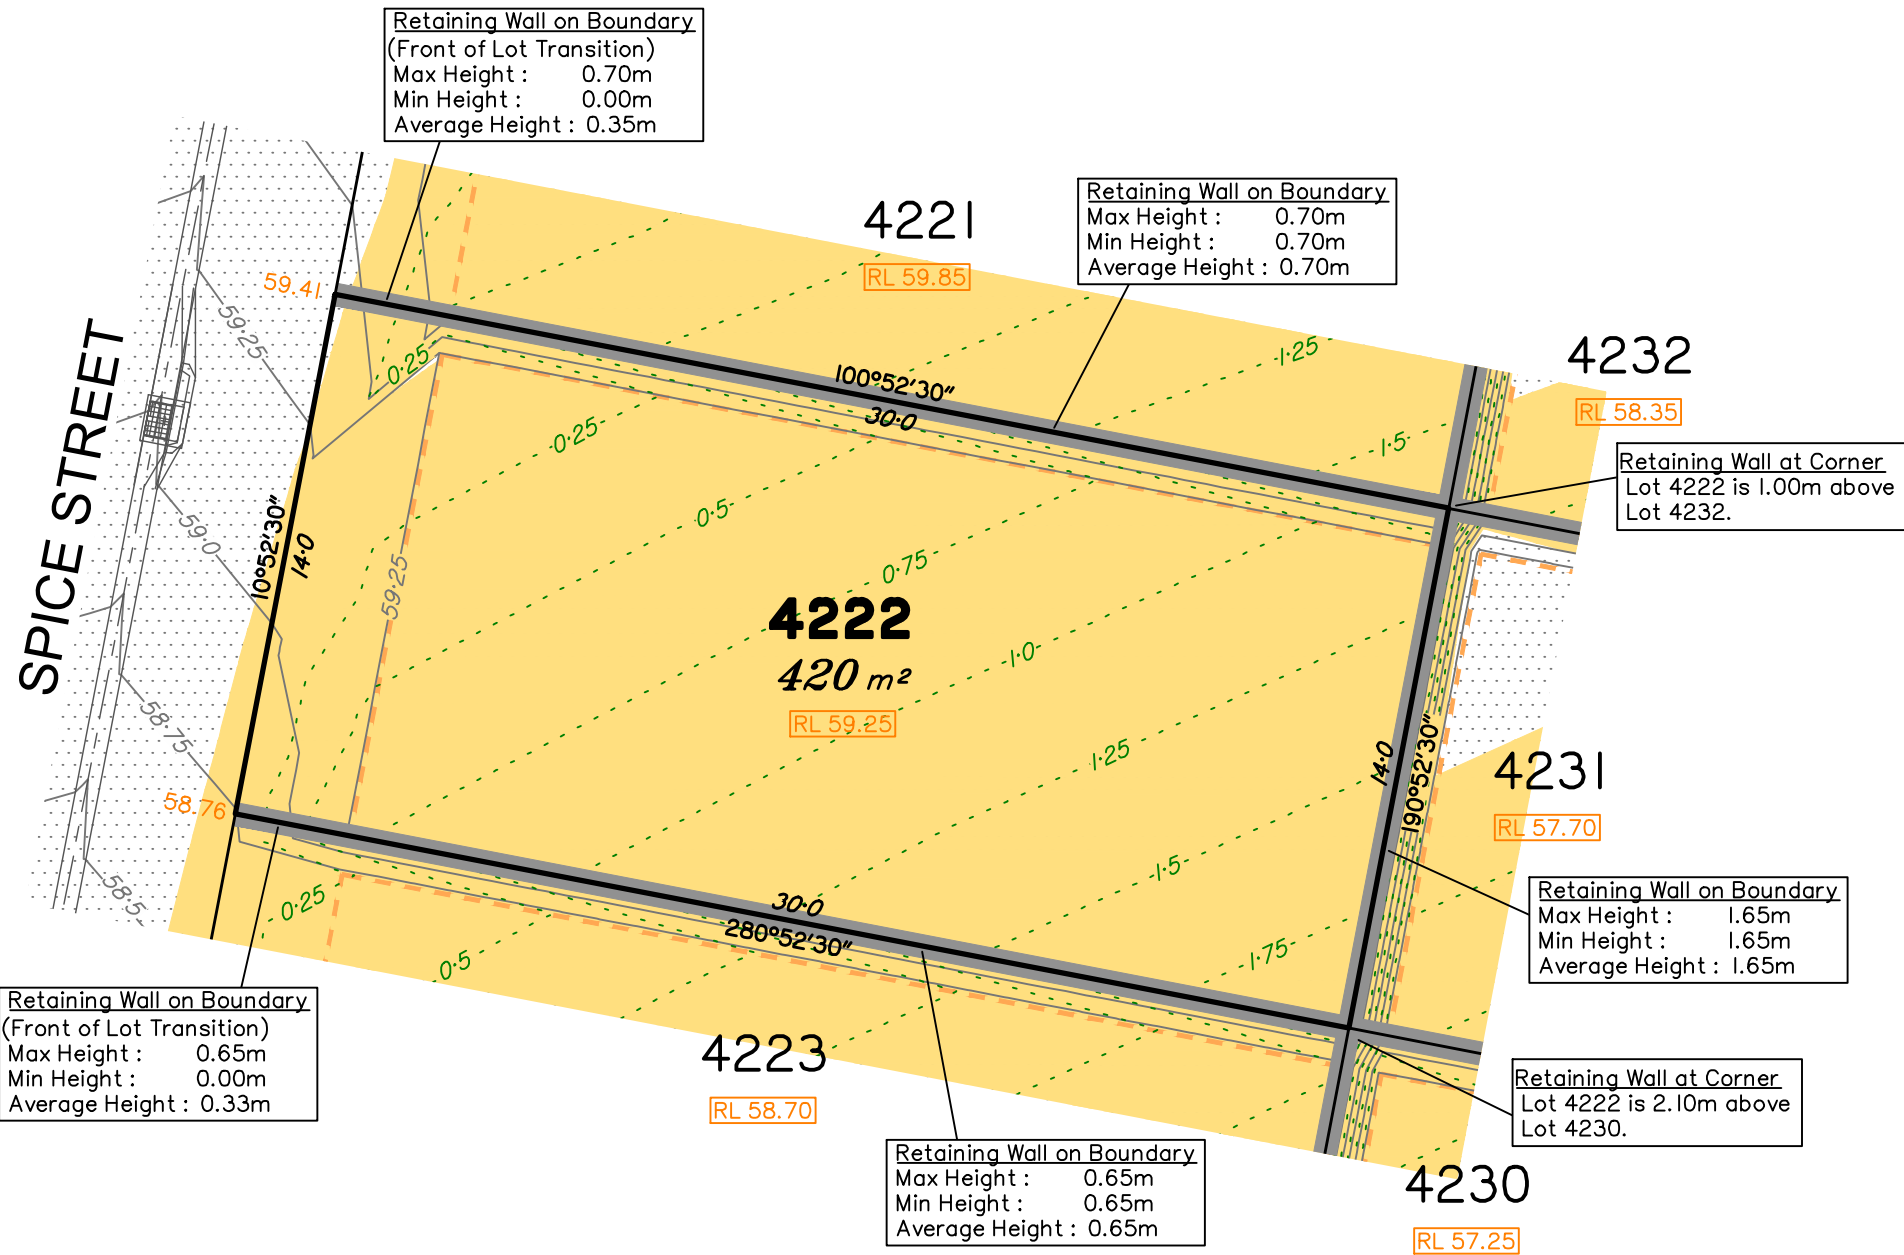 Retaining Wall on Boundary
(Front of Lot Transition)
Max Height : 0.70m
Min Height : 0.00m
Average Height : 0.35m
4221
RL 59.85
Retaining Wall on Boundary
Max Height : 0.70m
Min Height : 0.70m
Average Height : 0.70m
4232
RL 58.35
Retaining Wall at Corner
Lot 4222 is 1.00m above
Lot 4232.
SPICE STREET
59.41
59.25
59.0
58.75
58.5
58.76
10°52'30"
14.0
100°52'30"
30.0
0.25
0.25
0.5
0.75
1.0
1.25
1.5
1.25
1.5
1.75
59.25
4222
420 m²
RL 59.25
14.0
190°52'30"
4231
RL 57.70
Retaining Wall on Boundary
Max Height : 1.65m
Min Height : 1.65m
Average Height : 1.65m
30.0
280°52'30"
0.25
0.5
Retaining Wall on Boundary
(Front of Lot Transition)
Max Height : 0.65m
Min Height : 0.00m
Average Height : 0.33m
4223
RL 58.70
Retaining Wall on Boundary
Max Height : 0.65m
Min Height : 0.65m
Average Height : 0.65m
Retaining Wall at Corner
Lot 4222 is 2.10m above
Lot 4230.
4230
RL 57.25